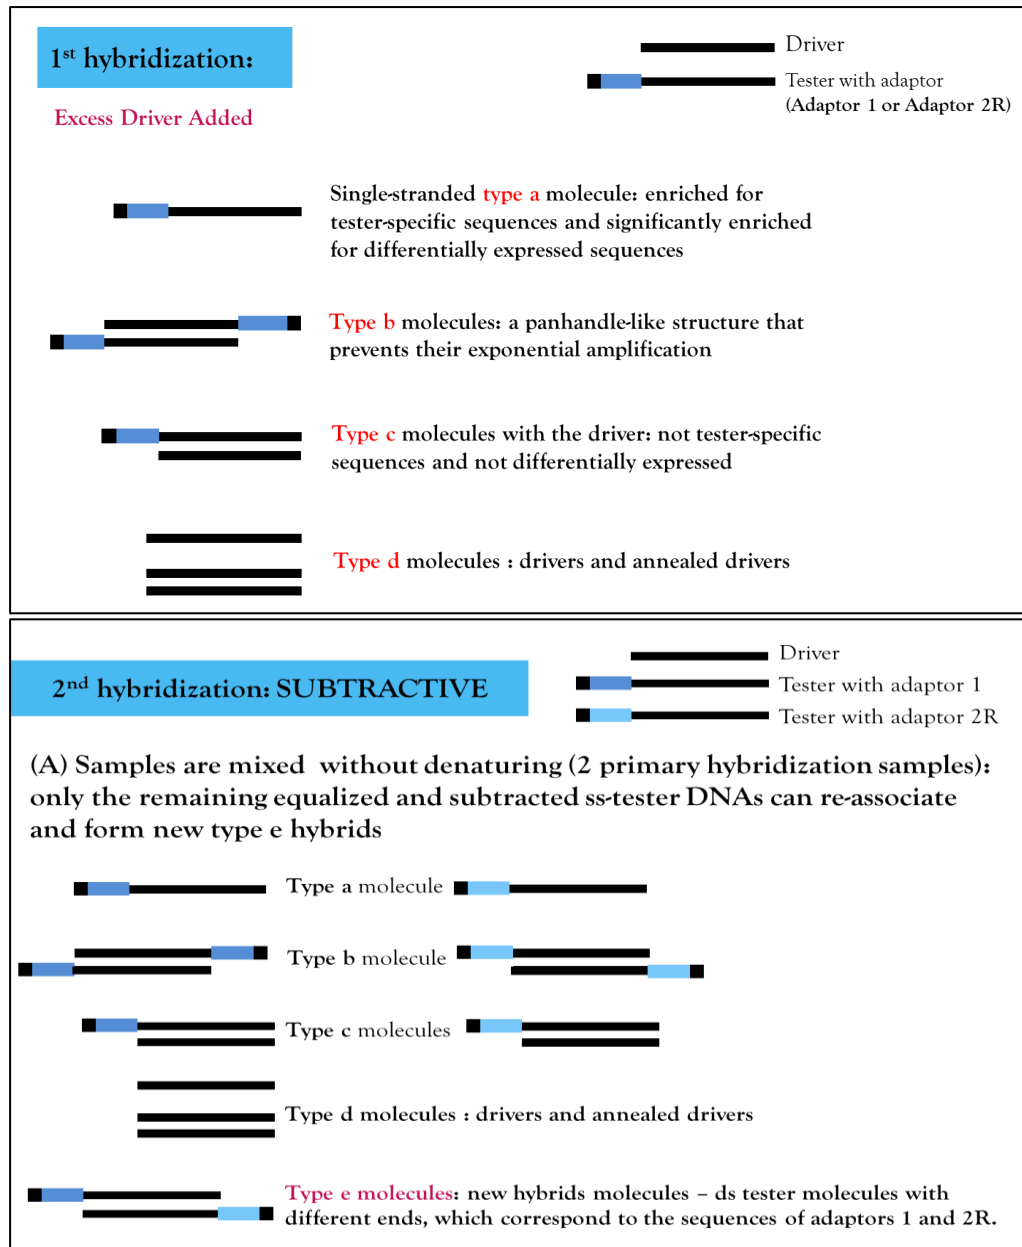 1st hybridization:
Driver
Tester with adaptor
(Adaptor 1 or Adaptor 2R)
Excess Driver Added
Single-stranded type a molecule: enriched for
tester-specific sequences and significantly enriched
for differentially expressed sequences
Type b molecules: a panhandle-like structure that
prevents their exponential amplification
Type c molecules with the driver: not tester-specific
sequences and not differentially expressed
Type d molecules : drivers and annealed drivers
2nd hybridization: SUBTRACTIVE
Driver
Tester with adaptor 1
Tester with adaptor 2R
(A) Samples are mixed without denaturing (2 primary hybridization samples):
only the remaining equalized and subtracted ss-tester DNAs can re-associate
and form new type e hybrids
Type a molecule
Type b molecule
Type c molecules
Type d molecules : drivers and annealed drivers
Type e molecules: new hybrids molecules – ds tester molecules with
different ends, which correspond to the sequences of adaptors 1 and 2R.